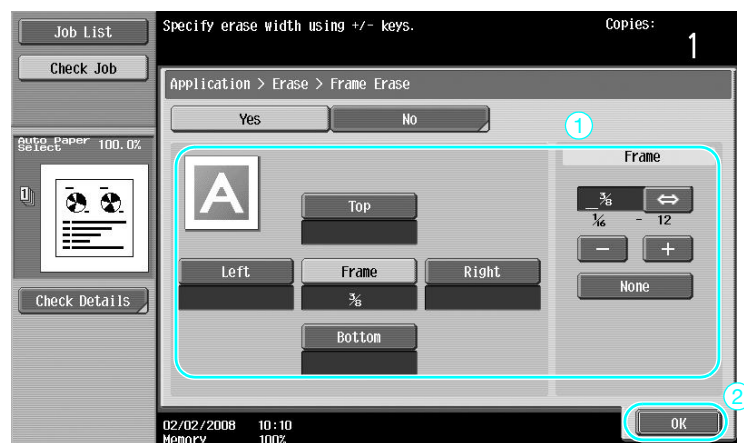 Job List
Check Job
Specify erase width using +/- keys.
Copies:
1
Application > Erase > Frame Erase
Yes
No
1
Auto Paper Select 100.0%
1
A
Top
Left
Frame
Right
3/8
Bottom
Frame
_3/8 ⇔
1/16 - 12
− +
None
Check Details
2
OK
02/02/2008 10:10
Memory 100%